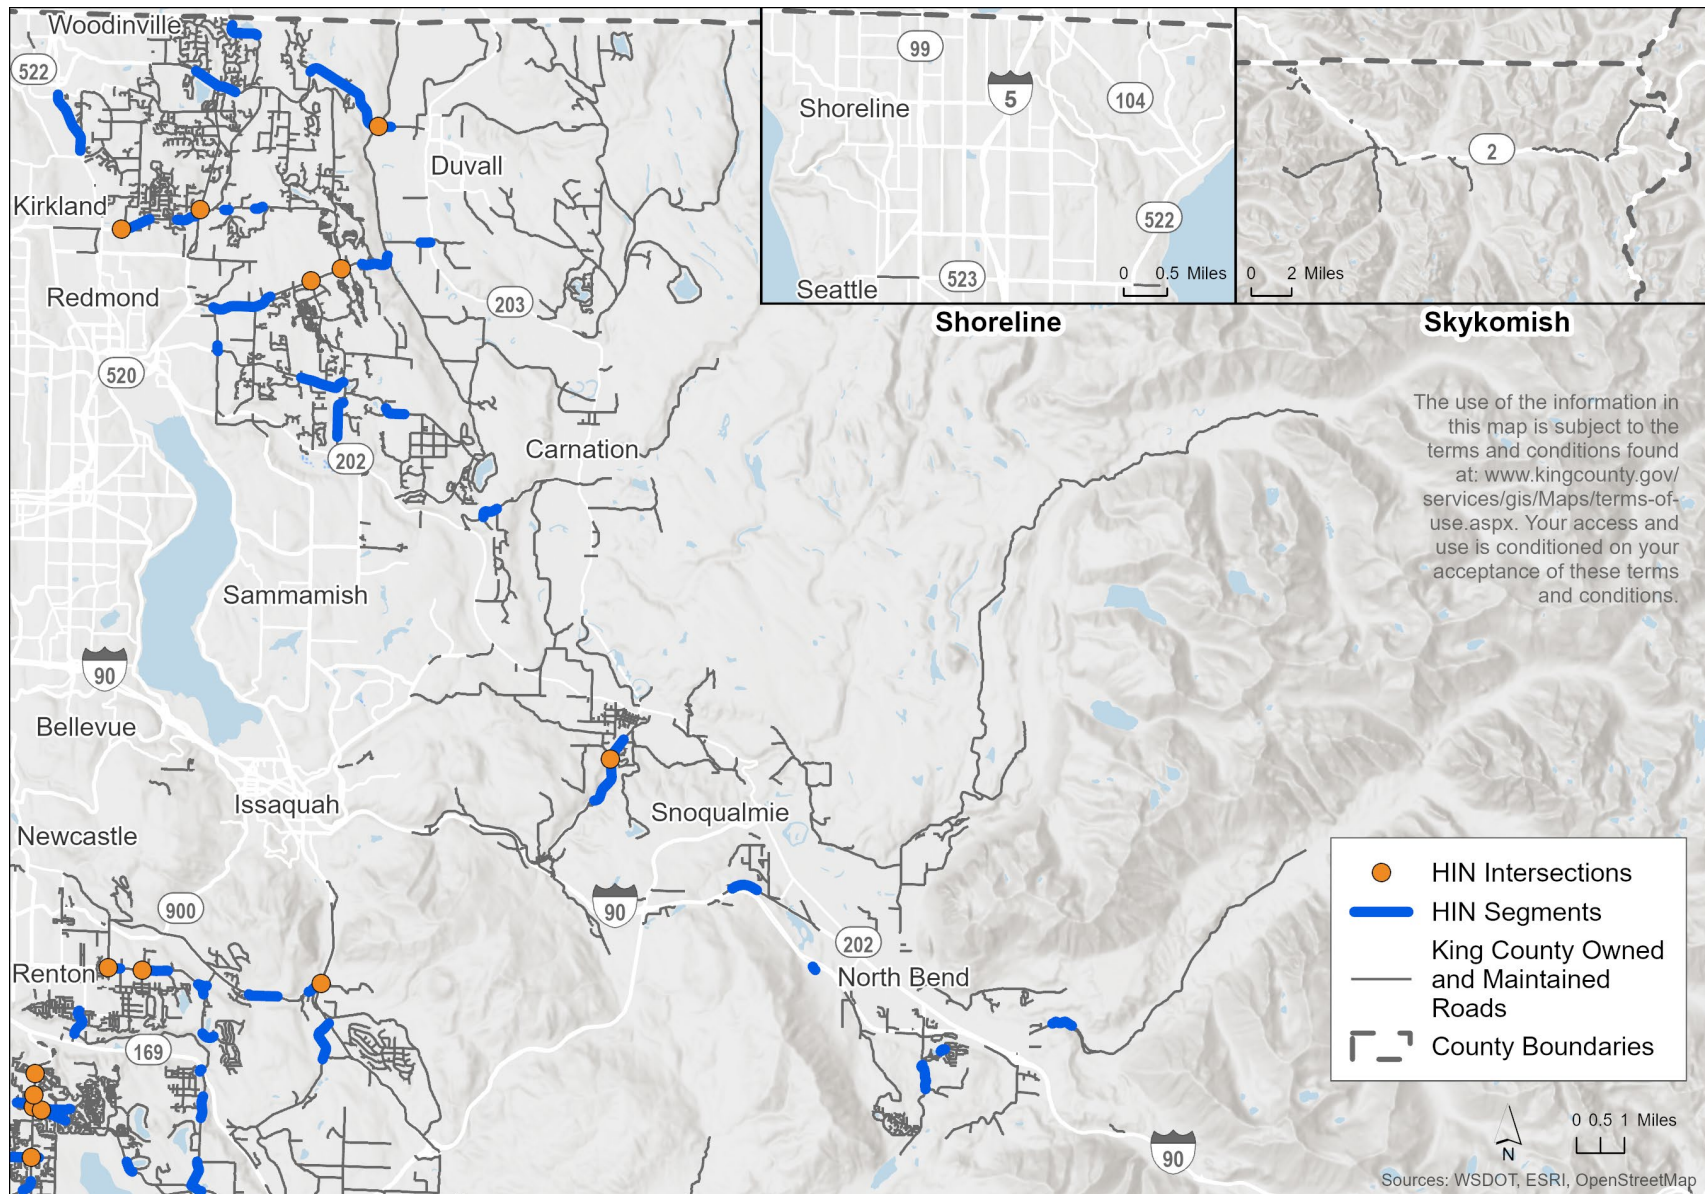 Woodinville
522
Kirkland
Duvall
Redmond
203
520
202
Carnation
Sammamish
90
Bellevue
Issaquah
Snoqualmie
Newcastle
90
900
202
Renton
North Bend
169
90
99
5
104
Shoreline
522
523
Seattle
0 0.5 Miles
Shoreline
2
0 2 Miles
Skykomish
The use of the information in
this map is subject to the
terms and conditions found
at: www.kingcounty.gov/
services/gis/Maps/terms-of-
use.aspx. Your access and
use is conditioned on your
acceptance of these terms
and conditions.
HIN Intersections
HIN Segments
King County Owned
and Maintained
Roads
County Boundaries
N
0 0.5 1 Miles
Sources: WSDOT, ESRI, OpenStreetMap